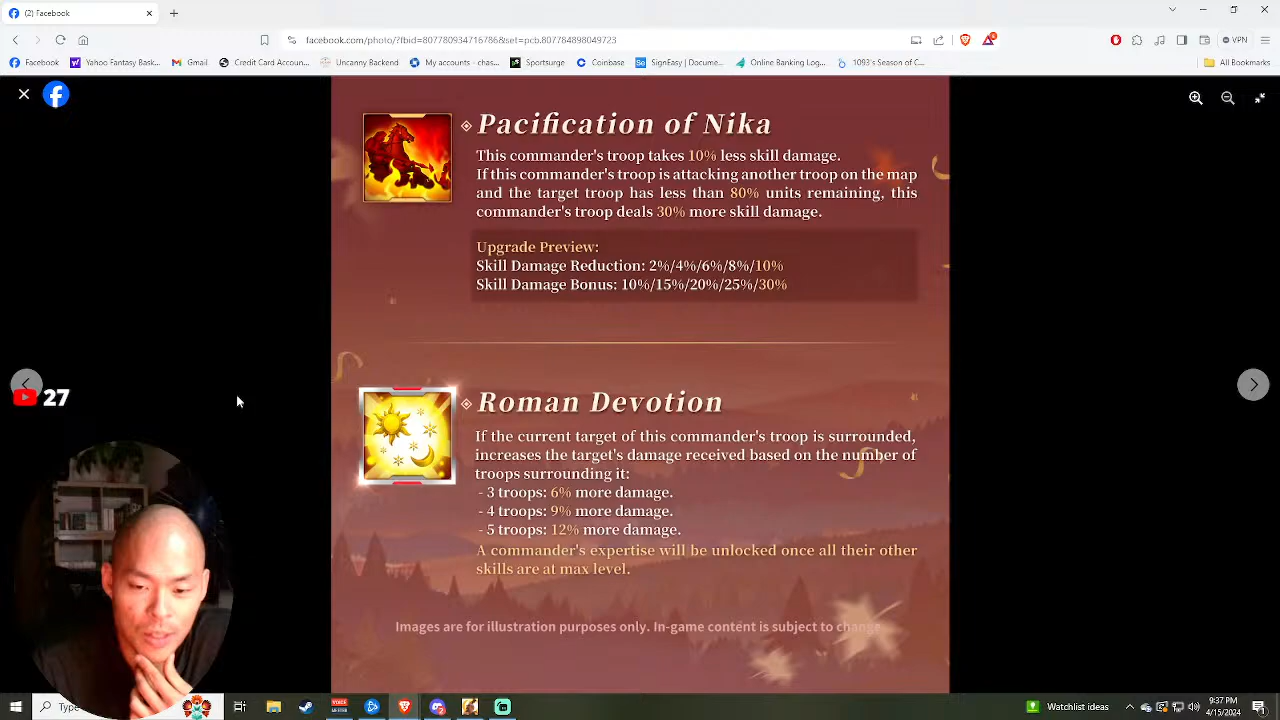 (2) Facebook
facebook.com/photo/?fbid=8077809347167868&set=pcb.807784898049723
Facebook
Yahoo Fantasy Bask...
Gmail
Credit Card Accoun...
Uncanny Backend
My accounts - chas...
Sportsurge
Coinbase
SignEasy | Docume...
Online Banking Log...
1093: Season of C...
VPN
All Bookmarks
Pacification of Nika
This commander's troop takes 10% less skill damage.
If this commander's troop is attacking another troop on the map
and the target troop has less than 80% units remaining, this
commander's troop deals 30% more skill damage.
Upgrade Preview:
Skill Damage Reduction: 2%/4%/6%/8%/10%
Skill Damage Bonus: 10%/15%/20%/25%/30%
27
Roman Devotion
If the current target of this commander's troop is surrounded,
increases the target's damage received based on the number of
troops surrounding it:
- 3 troops: 6% more damage.
- 4 troops: 9% more damage.
- 5 troops: 12% more damage.
A commander's expertise will be unlocked once all their other
skills are at max level.
Images are for illustration purposes only. In-game content is subject to change
Type
Watchlist ideas
9:37 PM
4/15/2024